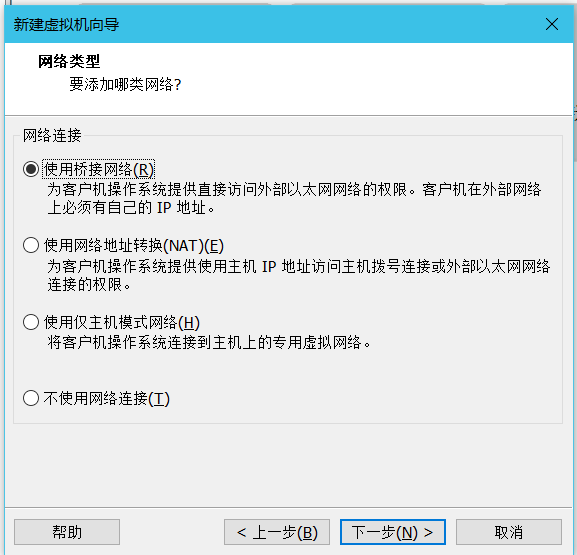 新建虚拟机向导
网络类型
要添加哪类网络?
网络连接
使用桥接网络(R)
为客户机操作系统提供直接访问外部以太网网络的权限。客户机在外部网络
上必须有自己的 IP 地址。
使用网络地址转换(NAT)(E)
为客户机操作系统提供使用主机 IP 地址访问主机拨号连接或外部以太网网络
连接的权限。
使用仅主机模式网络(H)
将客户机操作系统连接到主机上的专用虚拟网络。
不使用网络连接(T)
帮助
< 上一步(B)
下一步(N) >
取消